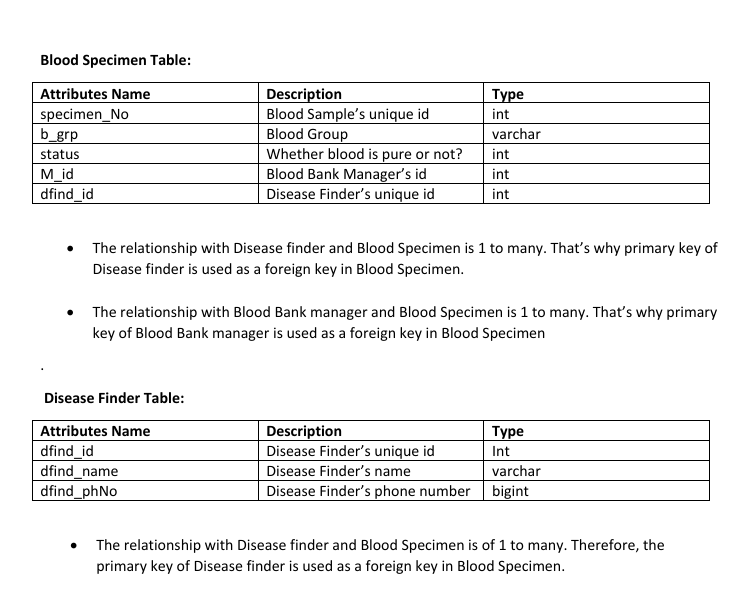 Blood Specimen Table:
Attributes Name Description Type
specimen_No Blood Sample’s unique id int
b_grp Blood Group varchar
status Whether blood is pure or not? int
M_id Blood Bank Manager’s id int
dfind_id Disease Finder’s unique id int
• The relationship with Disease finder and Blood Specimen is 1 to many. That’s why primary key of
Disease finder is used as a foreign key in Blood Specimen.
• The relationship with Blood Bank manager and Blood Specimen is 1 to many. That’s why primary
key of Blood Bank manager is used as a foreign key in Blood Specimen
.
Disease Finder Table:
Attributes Name Description Type
dfind_id Disease Finder’s unique id Int
dfind_name Disease Finder’s name varchar
dfind_phNo Disease Finder’s phone number bigint
• The relationship with Disease finder and Blood Specimen is of 1 to many. Therefore, the
primary key of Disease finder is used as a foreign key in Blood Specimen.